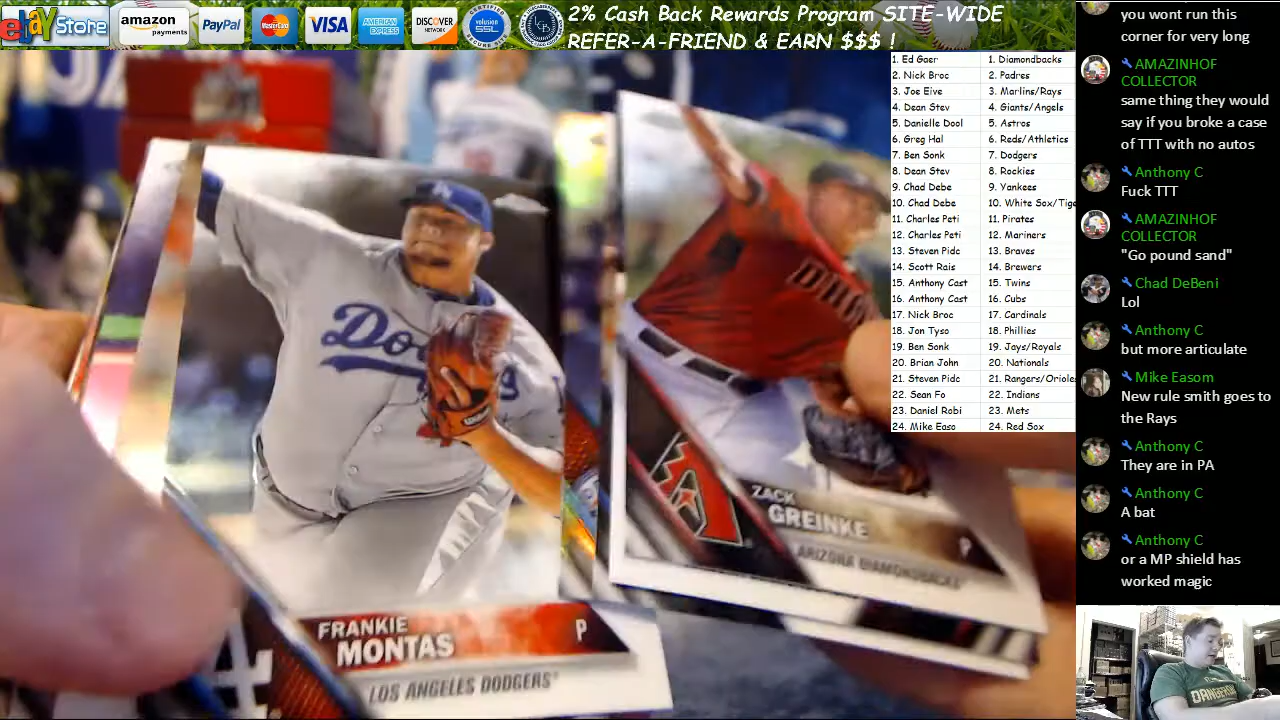 ebay Store
amazon
payments
PayPal
MasterCard
VISA
AMERICAN EXPRESS
DISCOVER
NETWORK
volusion
SSL
2% Cash Back Rewards Program SITE-WIDE
REFER-A-FRIEND & EARN $$$ !
1. Ed Gaer 1. Diamondbacks
2. Nick Broc 2. Padres
3. Joe Eive 3. Marlins/Rays
4. Dean Stev 4. Giants/Angels
5. Danielle Dool 5. Astros
6. Greg Hal 6. Reds/Athletics
7. Ben Sonk 7. Dodgers
8. Dean Stev 8. Rockies
9. Chad Debe 9. Yankees
10. Chad Debe 10. White Sox/Tige
11. Charles Peti 11. Pirates
12. Charles Peti 12. Mariners
13. Steven Pidc 13. Braves
14. Scott Rais 14. Brewers
15. Anthony Cast 15. Twins
16. Anthony Cast 16. Cubs
17. Nick Broc 17. Cardinals
18. Jon Tyso 18. Phillies
19. Ben Sonk 19. Jays/Royals
20. Brian John 20. Nationals
21. Steven Pidc 21. Rangers/Oriole
22. Sean Fo 22. Indians
23. Daniel Robi 23. Mets
24. Mike Easo 24. Red Sox
you wont run this
corner for very long
AMAZINHOF
COLLECTOR
same thing they would
say if you broke a case
of TTT with no autos
Anthony C
Fuck TTT
AMAZINHOF
COLLECTOR
"Go pound sand"
Chad DeBeni
Lol
Anthony C
but more articulate
Mike Easom
New rule smith goes to
the Rays
Anthony C
They are in PA
Anthony C
A bat
Anthony C
or a MP shield has
worked magic
ZACK
GREINKE
P
ARIZONA DIAMONDBACKS
FRANKIE
MONTAS
P
LOS ANGELES DODGERS